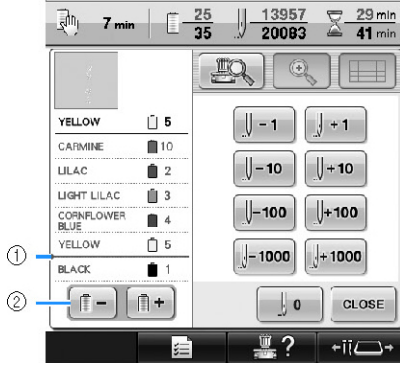 7 min 25 35 13957 20083 29 min 41 min
YELLOW 5
CARMINE 10
LILAC 2
LIGHT LILAC 3
CORNFLOWER BLUE 4
YELLOW 5
BLACK 1
① 
②
− +
-1 +1
-10 +10
-100 +100
-1000 +1000
0 CLOSE
?